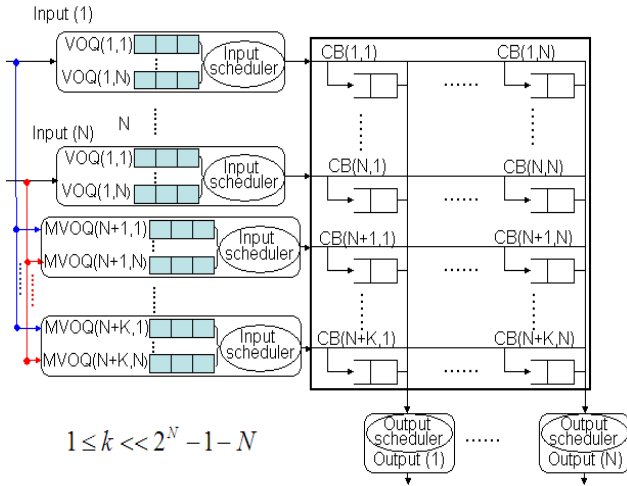 Input (1)
VOQ(1,1)
VOQ(1,N)
Input scheduler
N
Input (N)
VOQ(1,1)
VOQ(1,N)
Input scheduler
MVOQ(N+1,1)
MVOQ(N+1,N)
Input scheduler
MVOQ(N+K,1)
MVOQ(N+K,N)
Input scheduler
CB(1,1)
CB(1,N)
CB(N,1)
CB(N,N)
CB(N+1,1)
CB(N+1,N)
CB(N+K,1)
CB(N+K,N)
Output scheduler
Output (1)
Output scheduler
Output (N)
1 ≤ k << 2^N − 1 − N